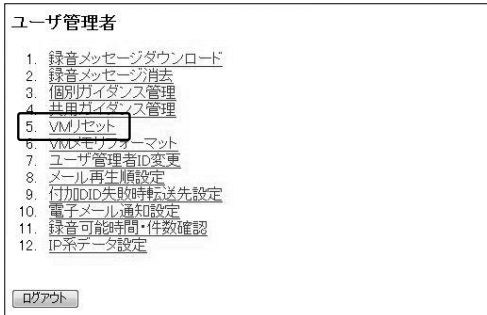 ユーザ管理者
1. 録音メッセージダウンロード
2. 録音メッセージ消去
3. 個別ガイダンス管理
4. 共用ガイダンス管理
5. VMリセット
6. VMメモリフォーマット
7. ユーザ管理者ID変更
8. メール再生順設定
9. 付加DID失敗時転送先設定
10. 電子メール通知設定
11. 録音可能時間・件数確認
12. IP系データ設定
ログアウト